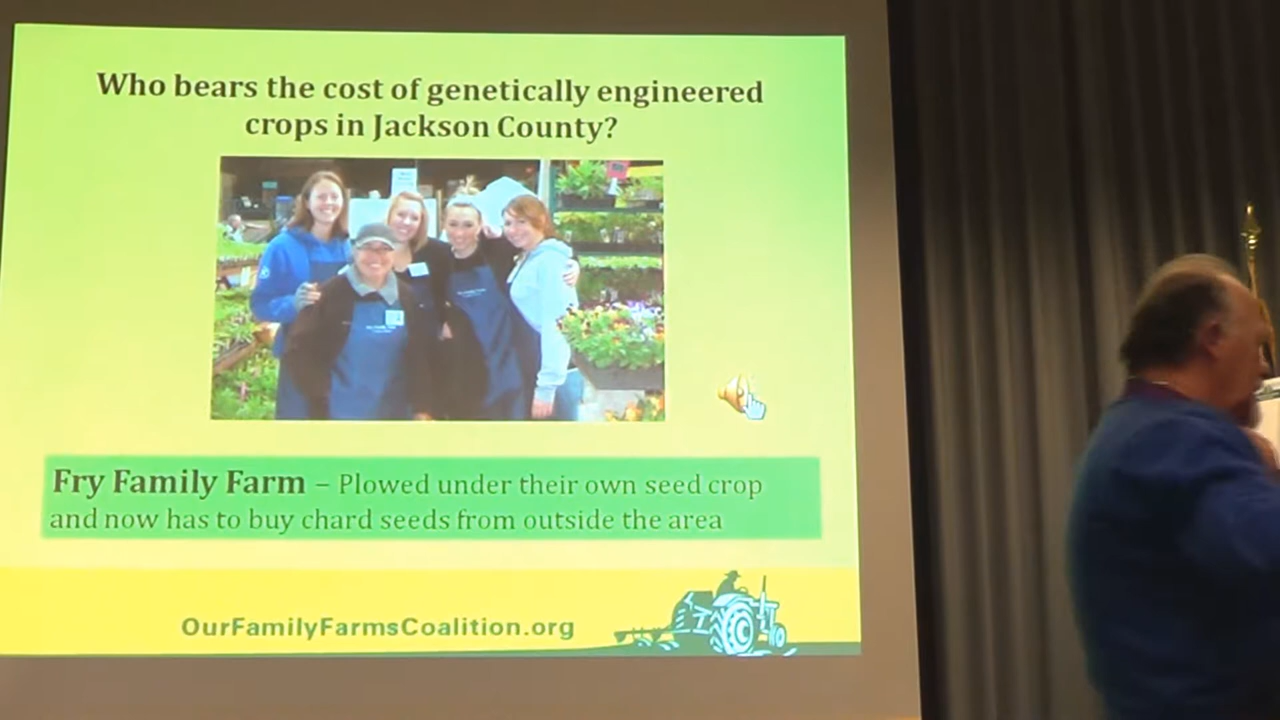 Who bears the cost of genetically engineered
crops in Jackson County?
Fry Family Farm – Plowed under their own seed crop
and now has to buy chard seeds from outside the area
OurFamilyFarmsCoalition.org